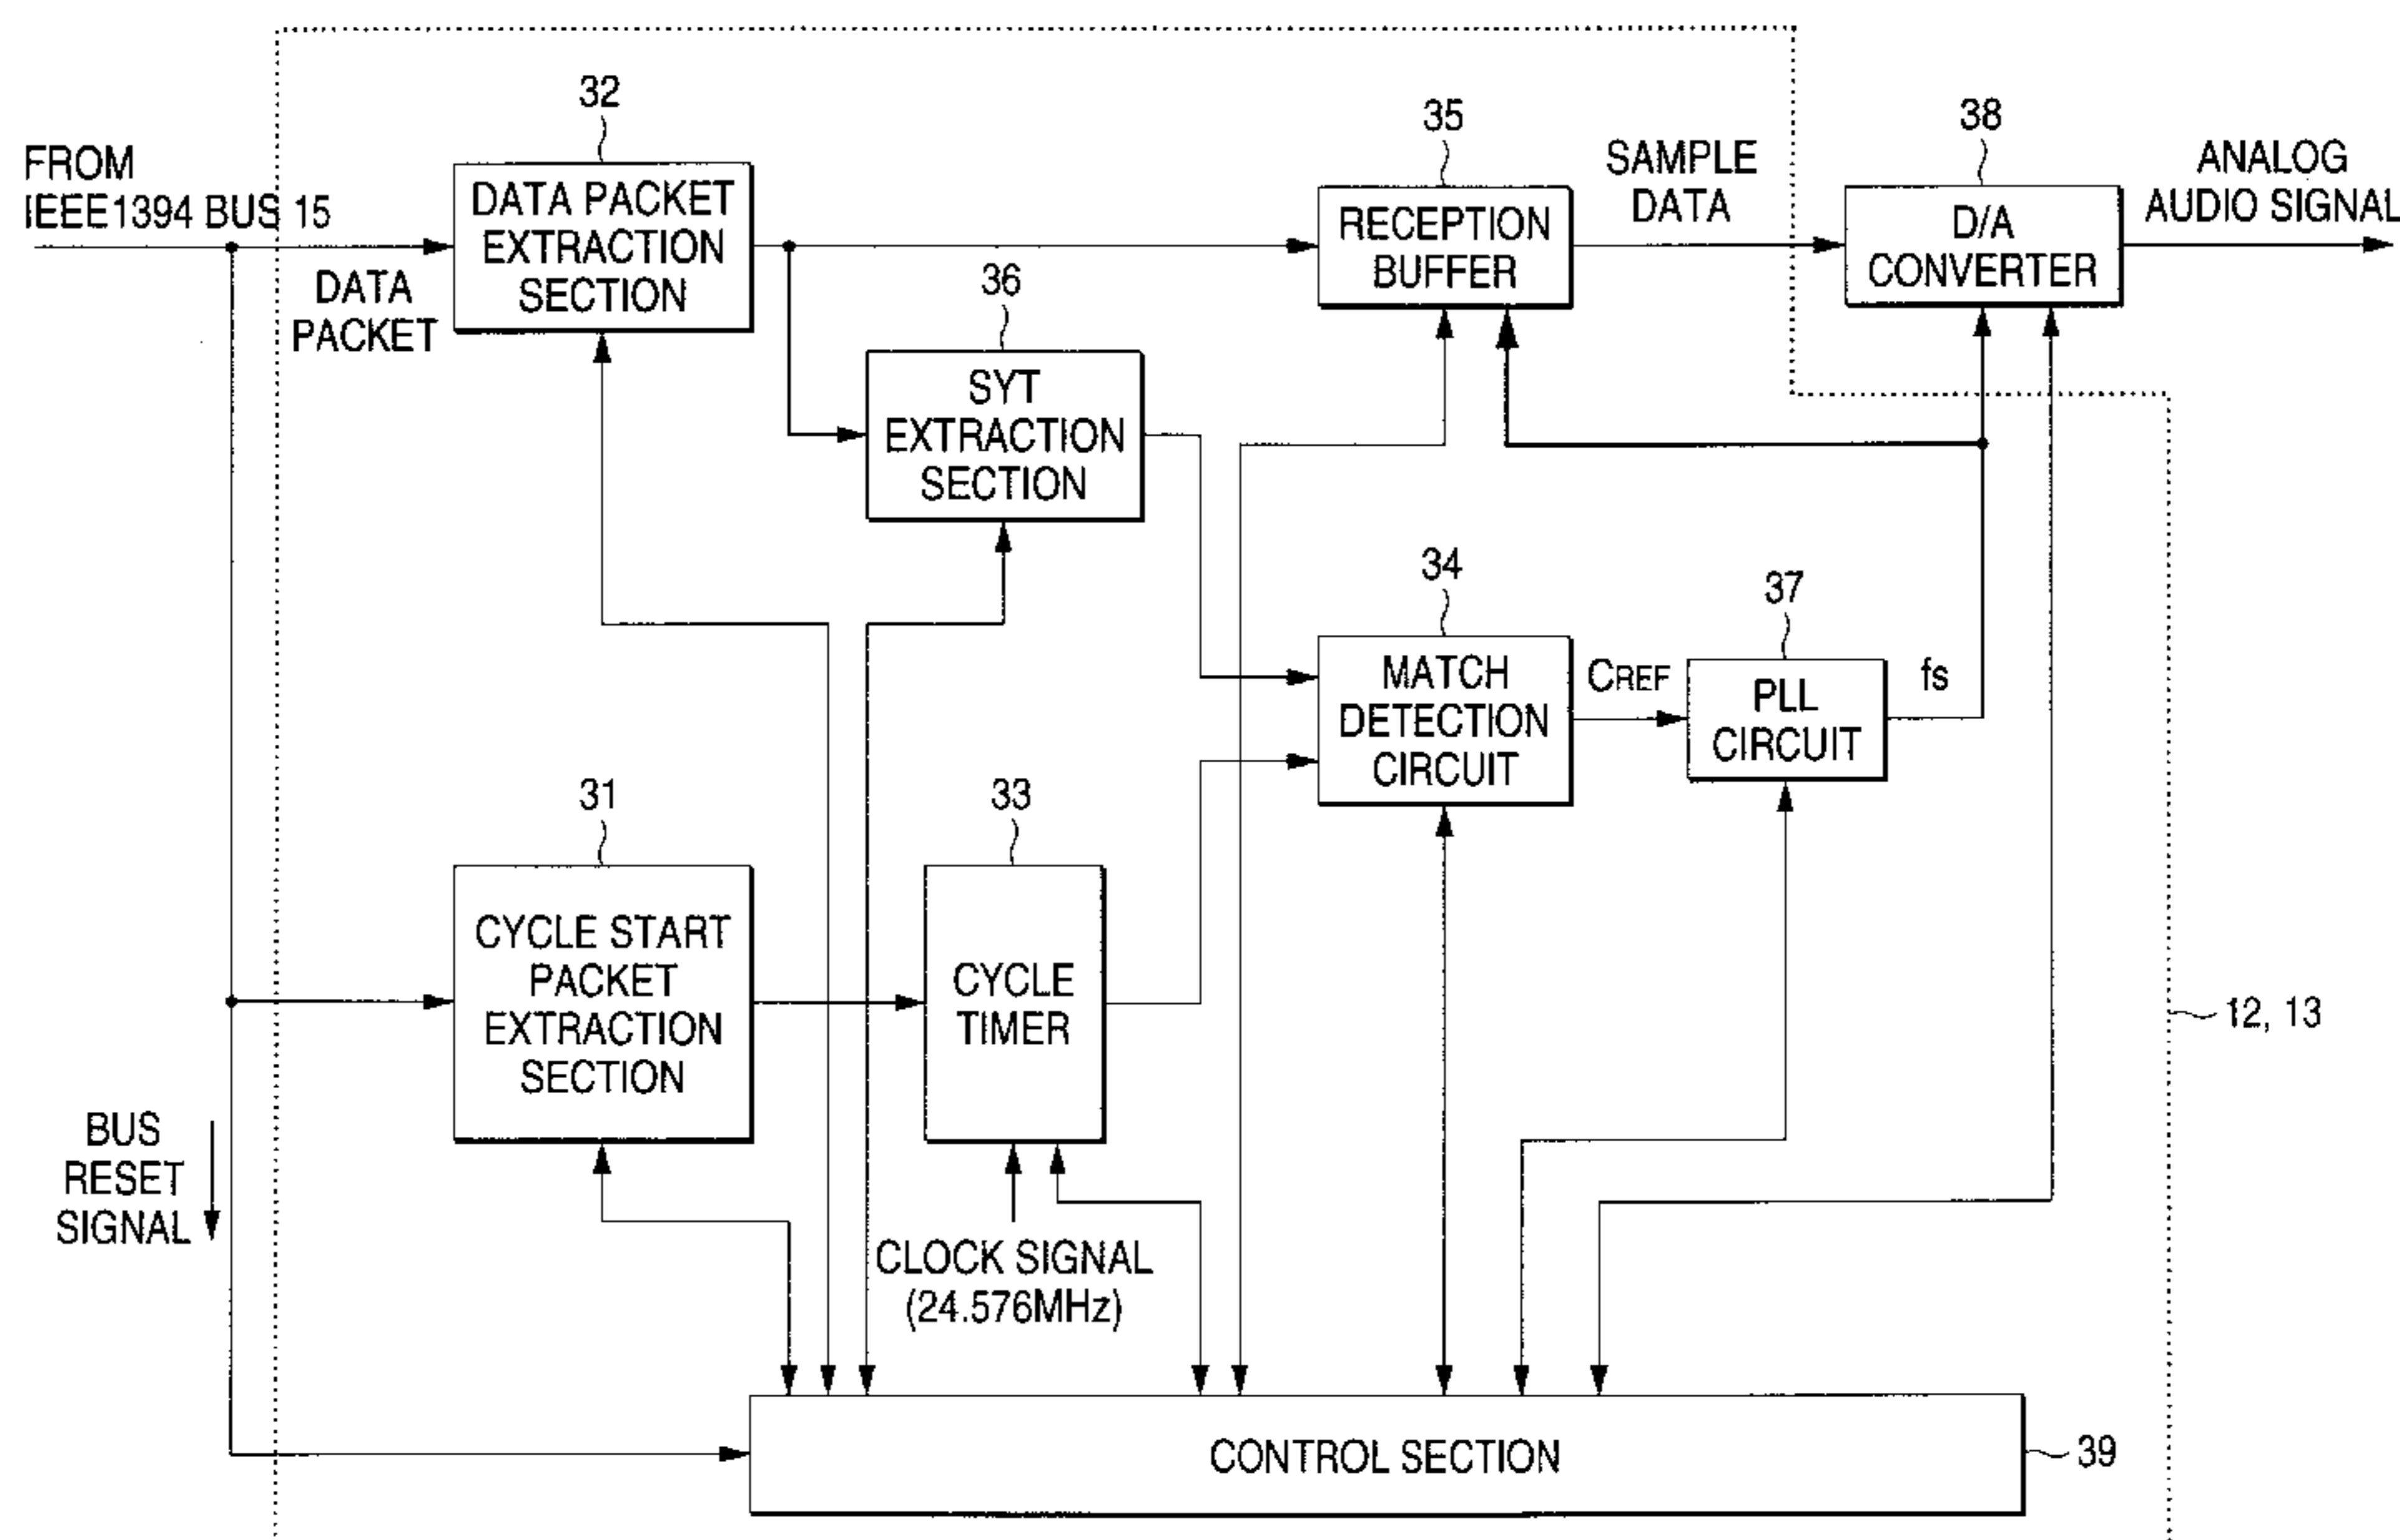 32
35
38
FROM
IEEE1394 BUS 15
DATA PACKET
EXTRACTION
SECTION
RECEPTION
BUFFER
SAMPLE
DATA
D/A
CONVERTER
ANALOG
AUDIO SIGNAL
DATA
PACKET
36
SYT
EXTRACTION
SECTION
34
37
MATCH
DETECTION
CIRCUIT
CREF
PLL
CIRCUIT
fs
31
33
CYCLE START
PACKET
EXTRACTION
SECTION
CYCLE
TIMER
12, 13
BUS
RESET
SIGNAL
CLOCK SIGNAL
(24.576MHz)
CONTROL SECTION
39